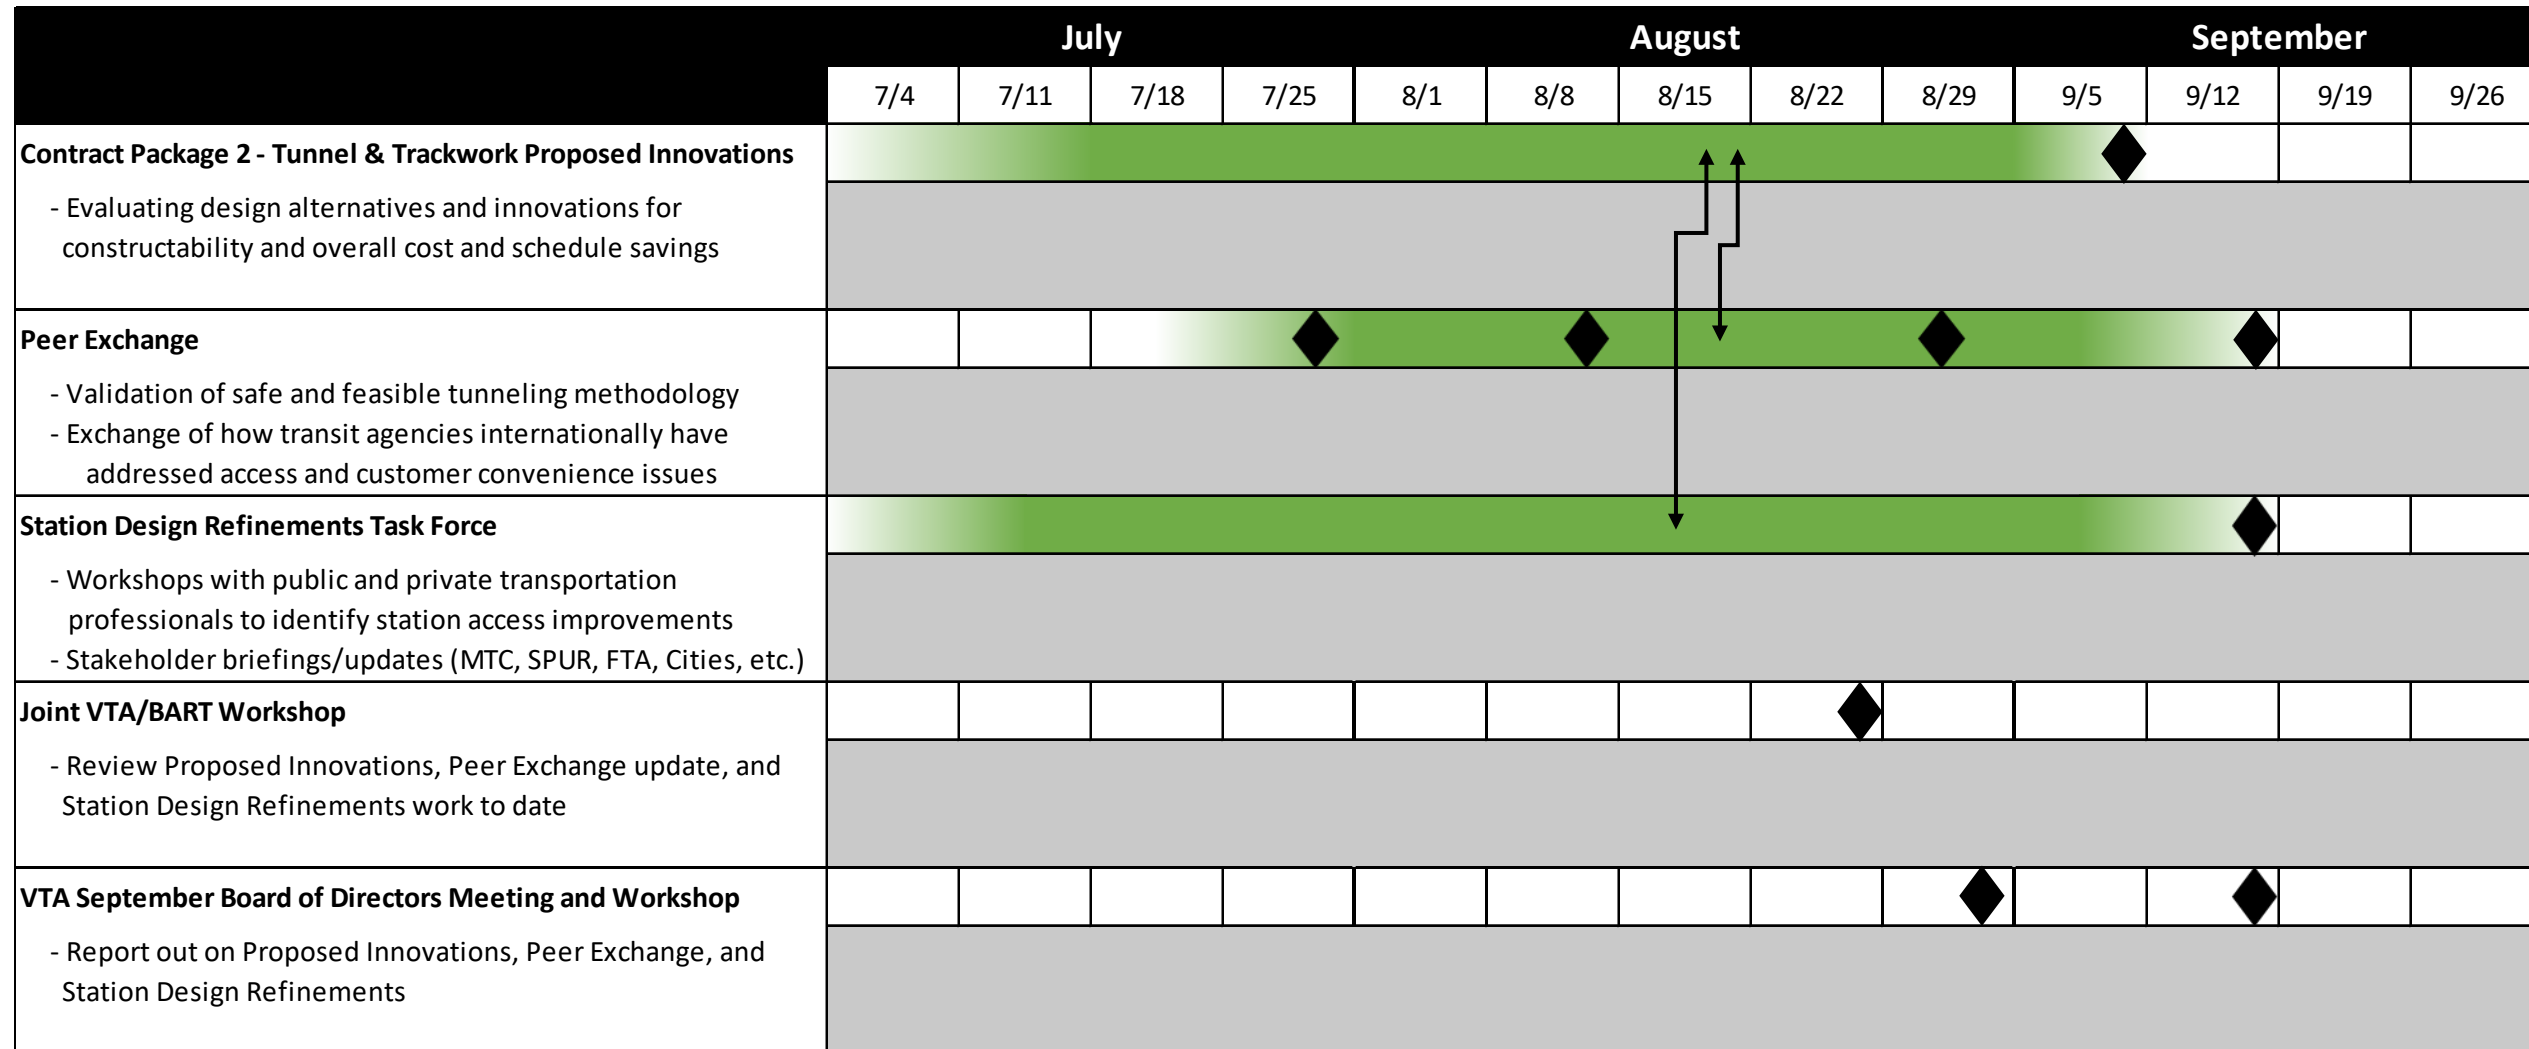 July August September
7/4 7/11 7/18 7/25 8/1 8/8 8/15 8/22 8/29 9/5 9/12 9/19 9/26
Contract Package 2 - Tunnel & Trackwork Proposed Innovations
- Evaluating design alternatives and innovations for
constructability and overall cost and schedule savings
Peer Exchange
- Validation of safe and feasible tunneling methodology
- Exchange of how transit agencies internationally have
addressed access and customer convenience issues
Station Design Refinements Task Force
- Workshops with public and private transportation
professionals to identify station access improvements
- Stakeholder briefings/updates (MTC, SPUR, FTA, Cities, etc.)
Joint VTA/BART Workshop
- Review Proposed Innovations, Peer Exchange update, and
Station Design Refinements work to date
VTA September Board of Directors Meeting and Workshop
- Report out on Proposed Innovations, Peer Exchange, and
Station Design Refinements